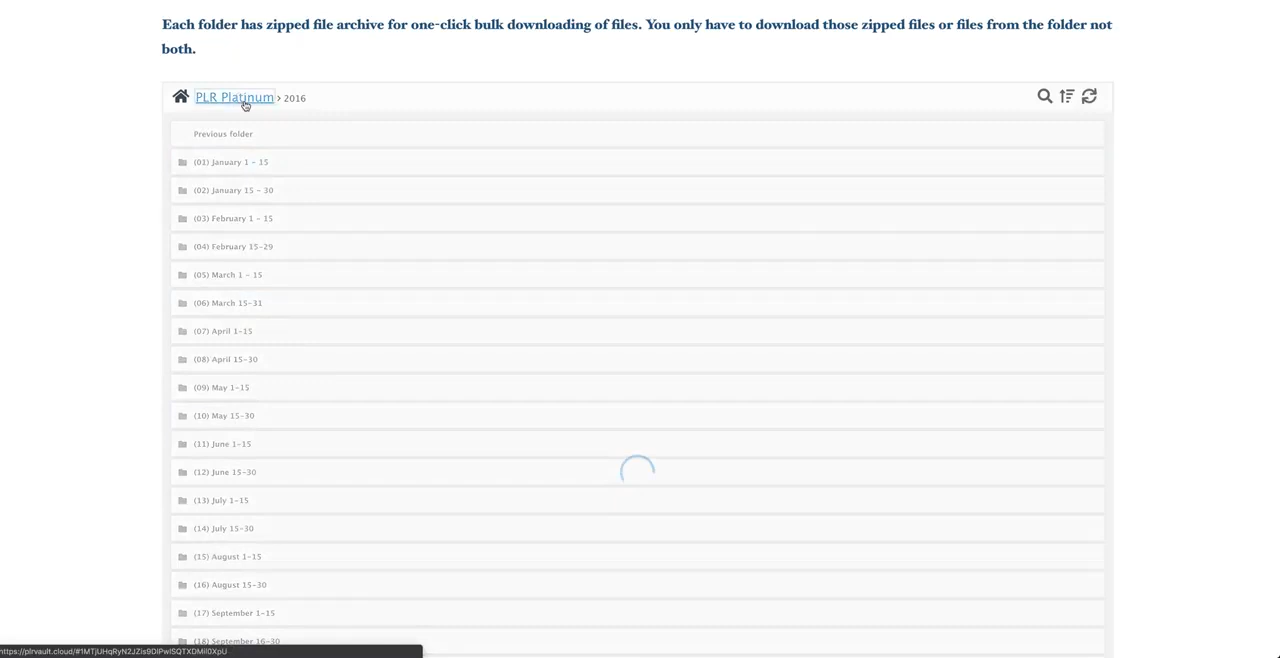 Each folder has zipped file archive for one-click bulk downloading of files. You only have to download those zipped files or files from the folder not
both.
PLR Platinum > 2016
Previous folder
(01) January 1 - 15
(02) January 15 - 30
(03) February 1 - 15
(04) February 15-29
(05) March 1 - 15
(06) March 15-31
(07) April 1-15
(08) April 15-30
(09) May 1-15
(10) May 15-30
(11) June 1-15
(12) June 15-30
(13) July 1-15
(14) July 15-30
(15) August 1-15
(16) August 15-30
(17) September 1-15
(18) September 16-30